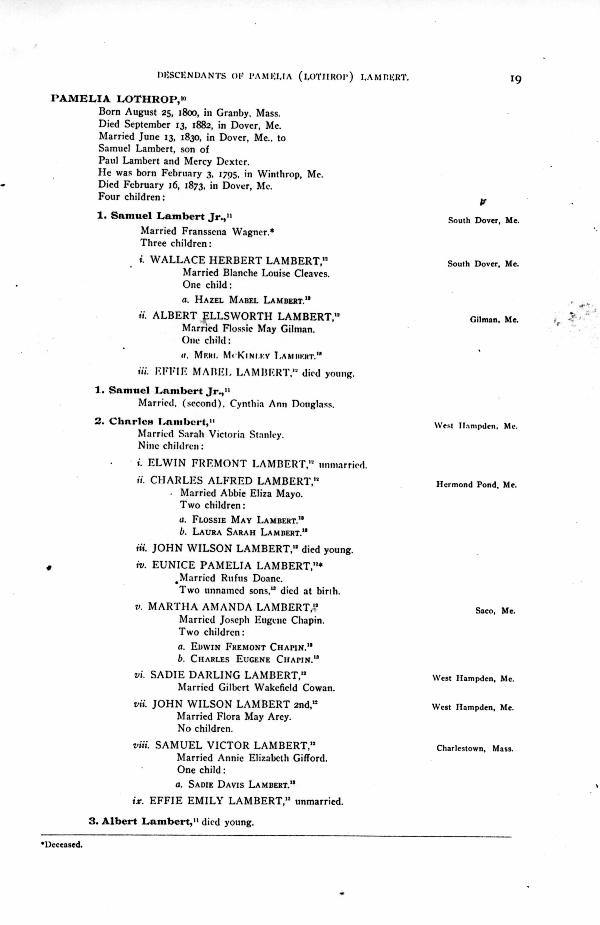 DESCENDANTS OF PAMELIA (LOTHROP) LAMBERT. 19
PAMELIA LOTHROP,¹⁰
Born August 25, 1800, in Granby, Mass.
Died September 13, 1882, in Dover, Me.
Married June 13, 1830, in Dover, Me., to
Samuel Lambert, son of
Paul Lambert and Mercy Dexter.
He was born February 3, 1795, in Winthrop, Me.
Died February 16, 1873, in Dover, Me.
Four children:
1. Samuel Lambert Jr.,¹¹ South Dover, Me.
Married Franssena Wagner.*
Three children:
i. WALLACE HERBERT LAMBERT,¹² South Dover, Me.
Married Blanche Louise Cleaves.
One child:
a. HAZEL MABEL LAMBERT.¹³
ii. ALBERT ELLSWORTH LAMBERT,¹² Gilman, Me.
Married Flossie May Gilman.
One child:
a. MERL MCKINLEY LAMBERT.¹³
iii. EFFIE MABEL LAMBERT,¹² died young.
1. Samuel Lambert Jr.,¹¹
Married, (second), Cynthia Ann Douglass.
2. Charles Lambert,¹¹ West Hampden, Me.
Married Sarah Victoria Stanley.
Nine children:
i. ELWIN FREMONT LAMBERT,¹² unmarried.
ii. CHARLES ALFRED LAMBERT,¹² Hermond Pond, Me.
Married Abbie Eliza Mayo.
Two children:
a. FLOSSIE MAY LAMBERT.¹³
b. LAURA SARAH LAMBERT.¹³
iii. JOHN WILSON LAMBERT,¹² died young.
iv. EUNICE PAMELIA LAMBERT,¹²*
Married Rufus Doane.
Two unnamed sons,¹³ died at birth.
v. MARTHA AMANDA LAMBERT,¹² Saco, Me.
Married Joseph Eugene Chapin.
Two children:
a. EDWIN FREMONT CHAPIN.¹³
b. CHARLES EUGENE CHAPIN.¹³
vi. SADIE DARLING LAMBERT,¹² West Hampden, Me.
Married Gilbert Wakefield Cowan.
vii. JOHN WILSON LAMBERT 2nd,¹² West Hampden, Me.
Married Flora May Arey.
No children.
viii. SAMUEL VICTOR LAMBERT,¹² Charlestown, Mass.
Married Annie Elizabeth Gifford.
One child:
a. SADIE DAVIS LAMBERT.¹³
ix. EFFIE EMILY LAMBERT,¹² unmarried.
3. Albert Lambert,¹¹ died young.
*Deceased.